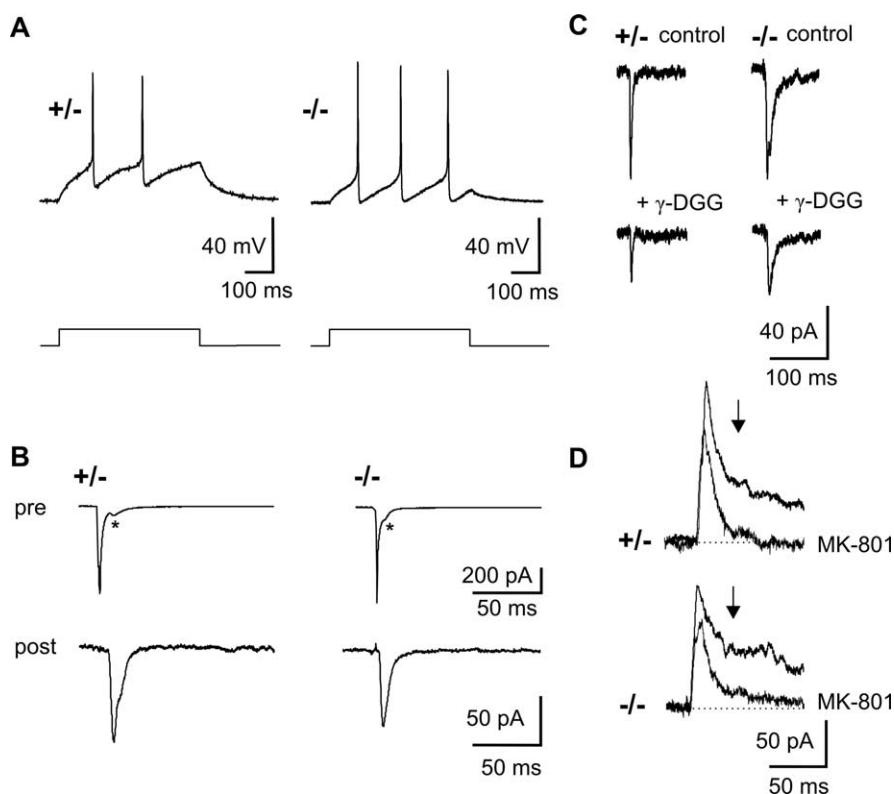 A
+/-
-/-
40 mV
100 ms
40 mV
100 ms
B
+/-
-/-
pre
*
*
200 pA
50 ms
post
50 pA
50 ms
C
+/- control
-/- control
+ γ-DGG
+ γ-DGG
40 pA
100 ms
D
+/-
MK-801
-/-
MK-801
50 pA
50 ms